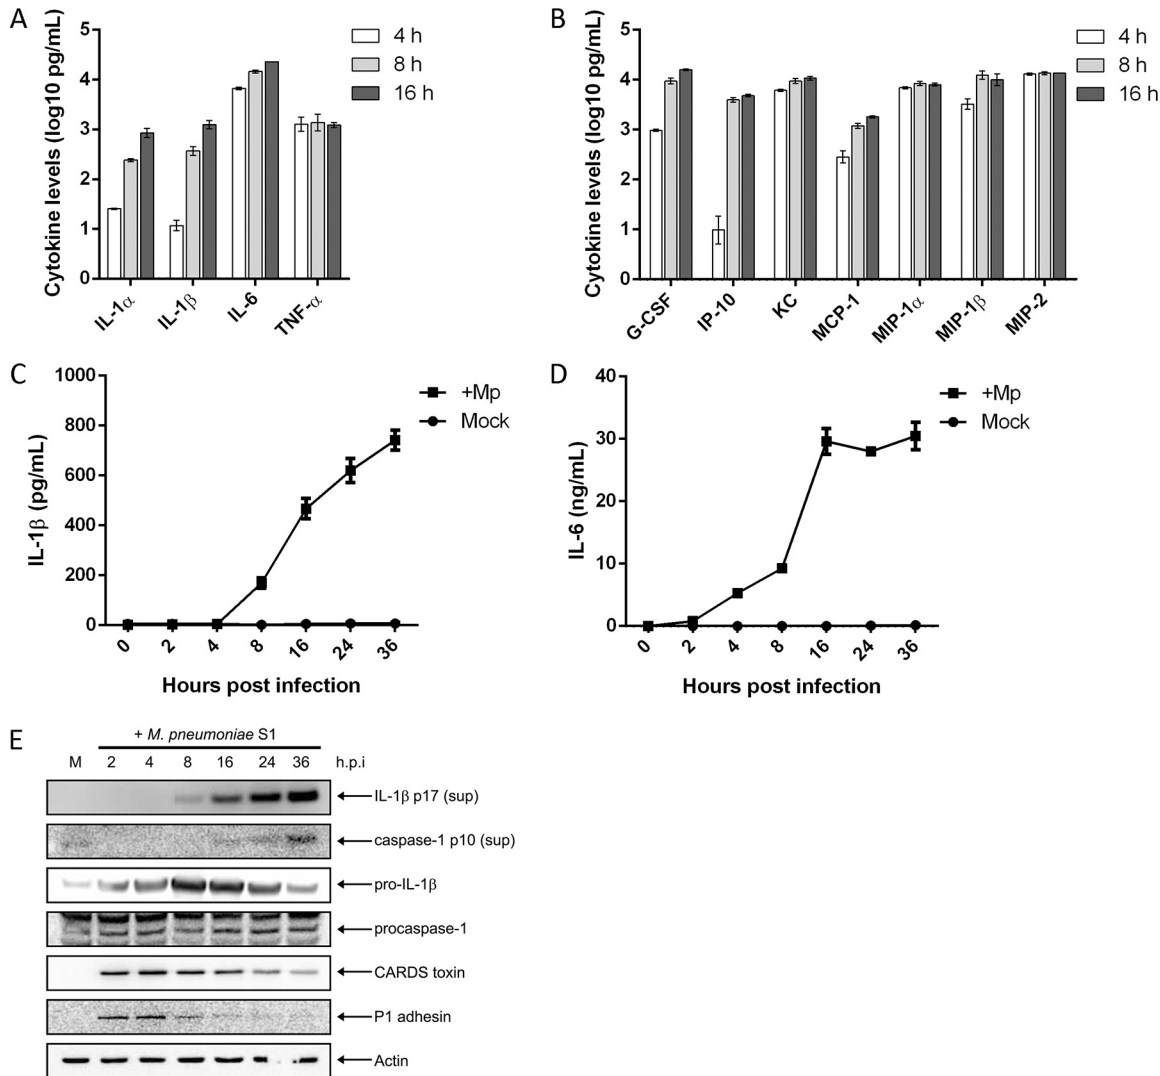 A
Cytokine levels (log10 pg/mL)
5
4
3
2
1
0
IL-1α
IL-1β
IL-6
TNF-α
4 h
8 h
16 h
B
Cytokine levels (log10 pg/mL)
5
4
3
2
1
0
G-CSF
IP-10
KC
MCP-1
MIP-1α
MIP-1β
MIP-2
4 h
8 h
16 h
C
IL-1β (pg/mL)
1000
800
600
400
200
0
0
2
4
8
16
24
36
Hours post infection
+Mp
Mock
D
IL-6 (ng/mL)
40
30
20
10
0
0
2
4
8
16
24
36
Hours post infection
+Mp
Mock
E
+ M. pneumoniae S1
M 2 4 8 16 24 36 h.p.i
IL-1β p17 (sup)
caspase-1 p10 (sup)
pro-IL-1β
procaspase-1
CARDS toxin
P1 adhesin
Actin